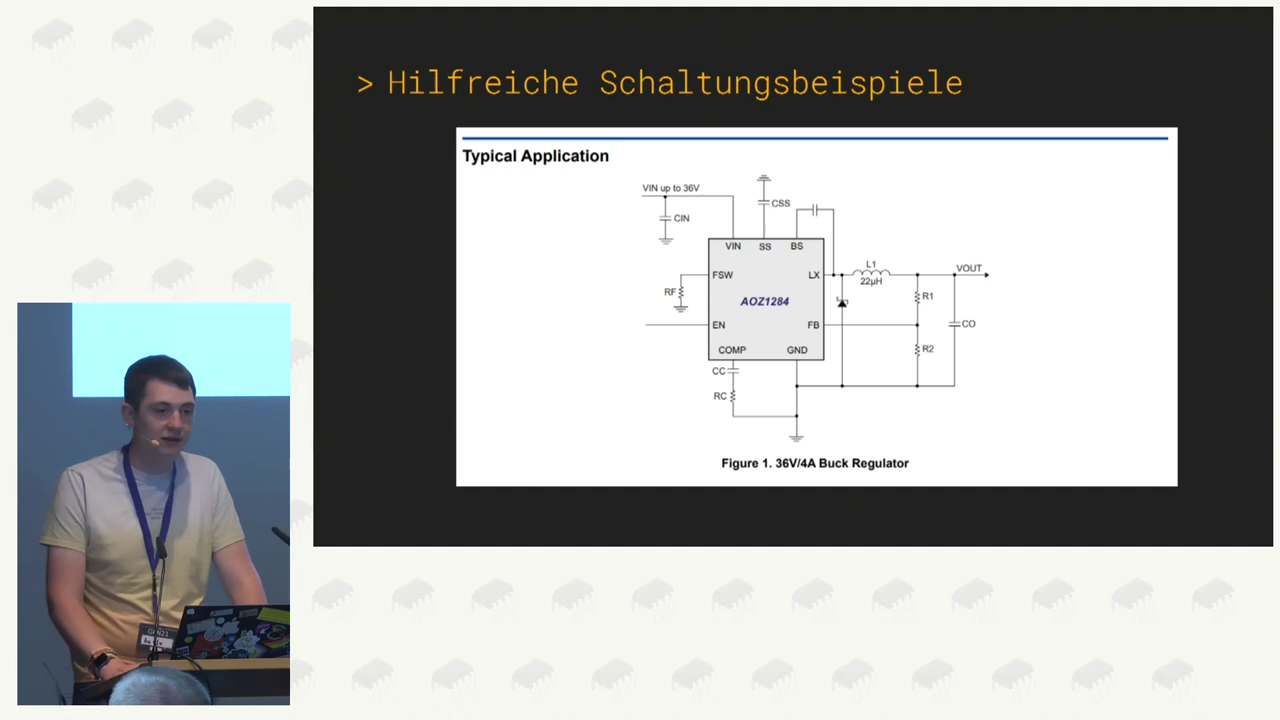 > Hilfreiche Schaltungsbeispiele
Typical Application
VIN up to 36V
CIN
CSS
VIN
SS
BS
FSW
LX
L1
22µH
VOUT
RF
AOZ1284
R1
EN
FB
CO
COMP
GND
R2
CC
RC
Figure 1. 36V/4A Buck Regulator
GPN21